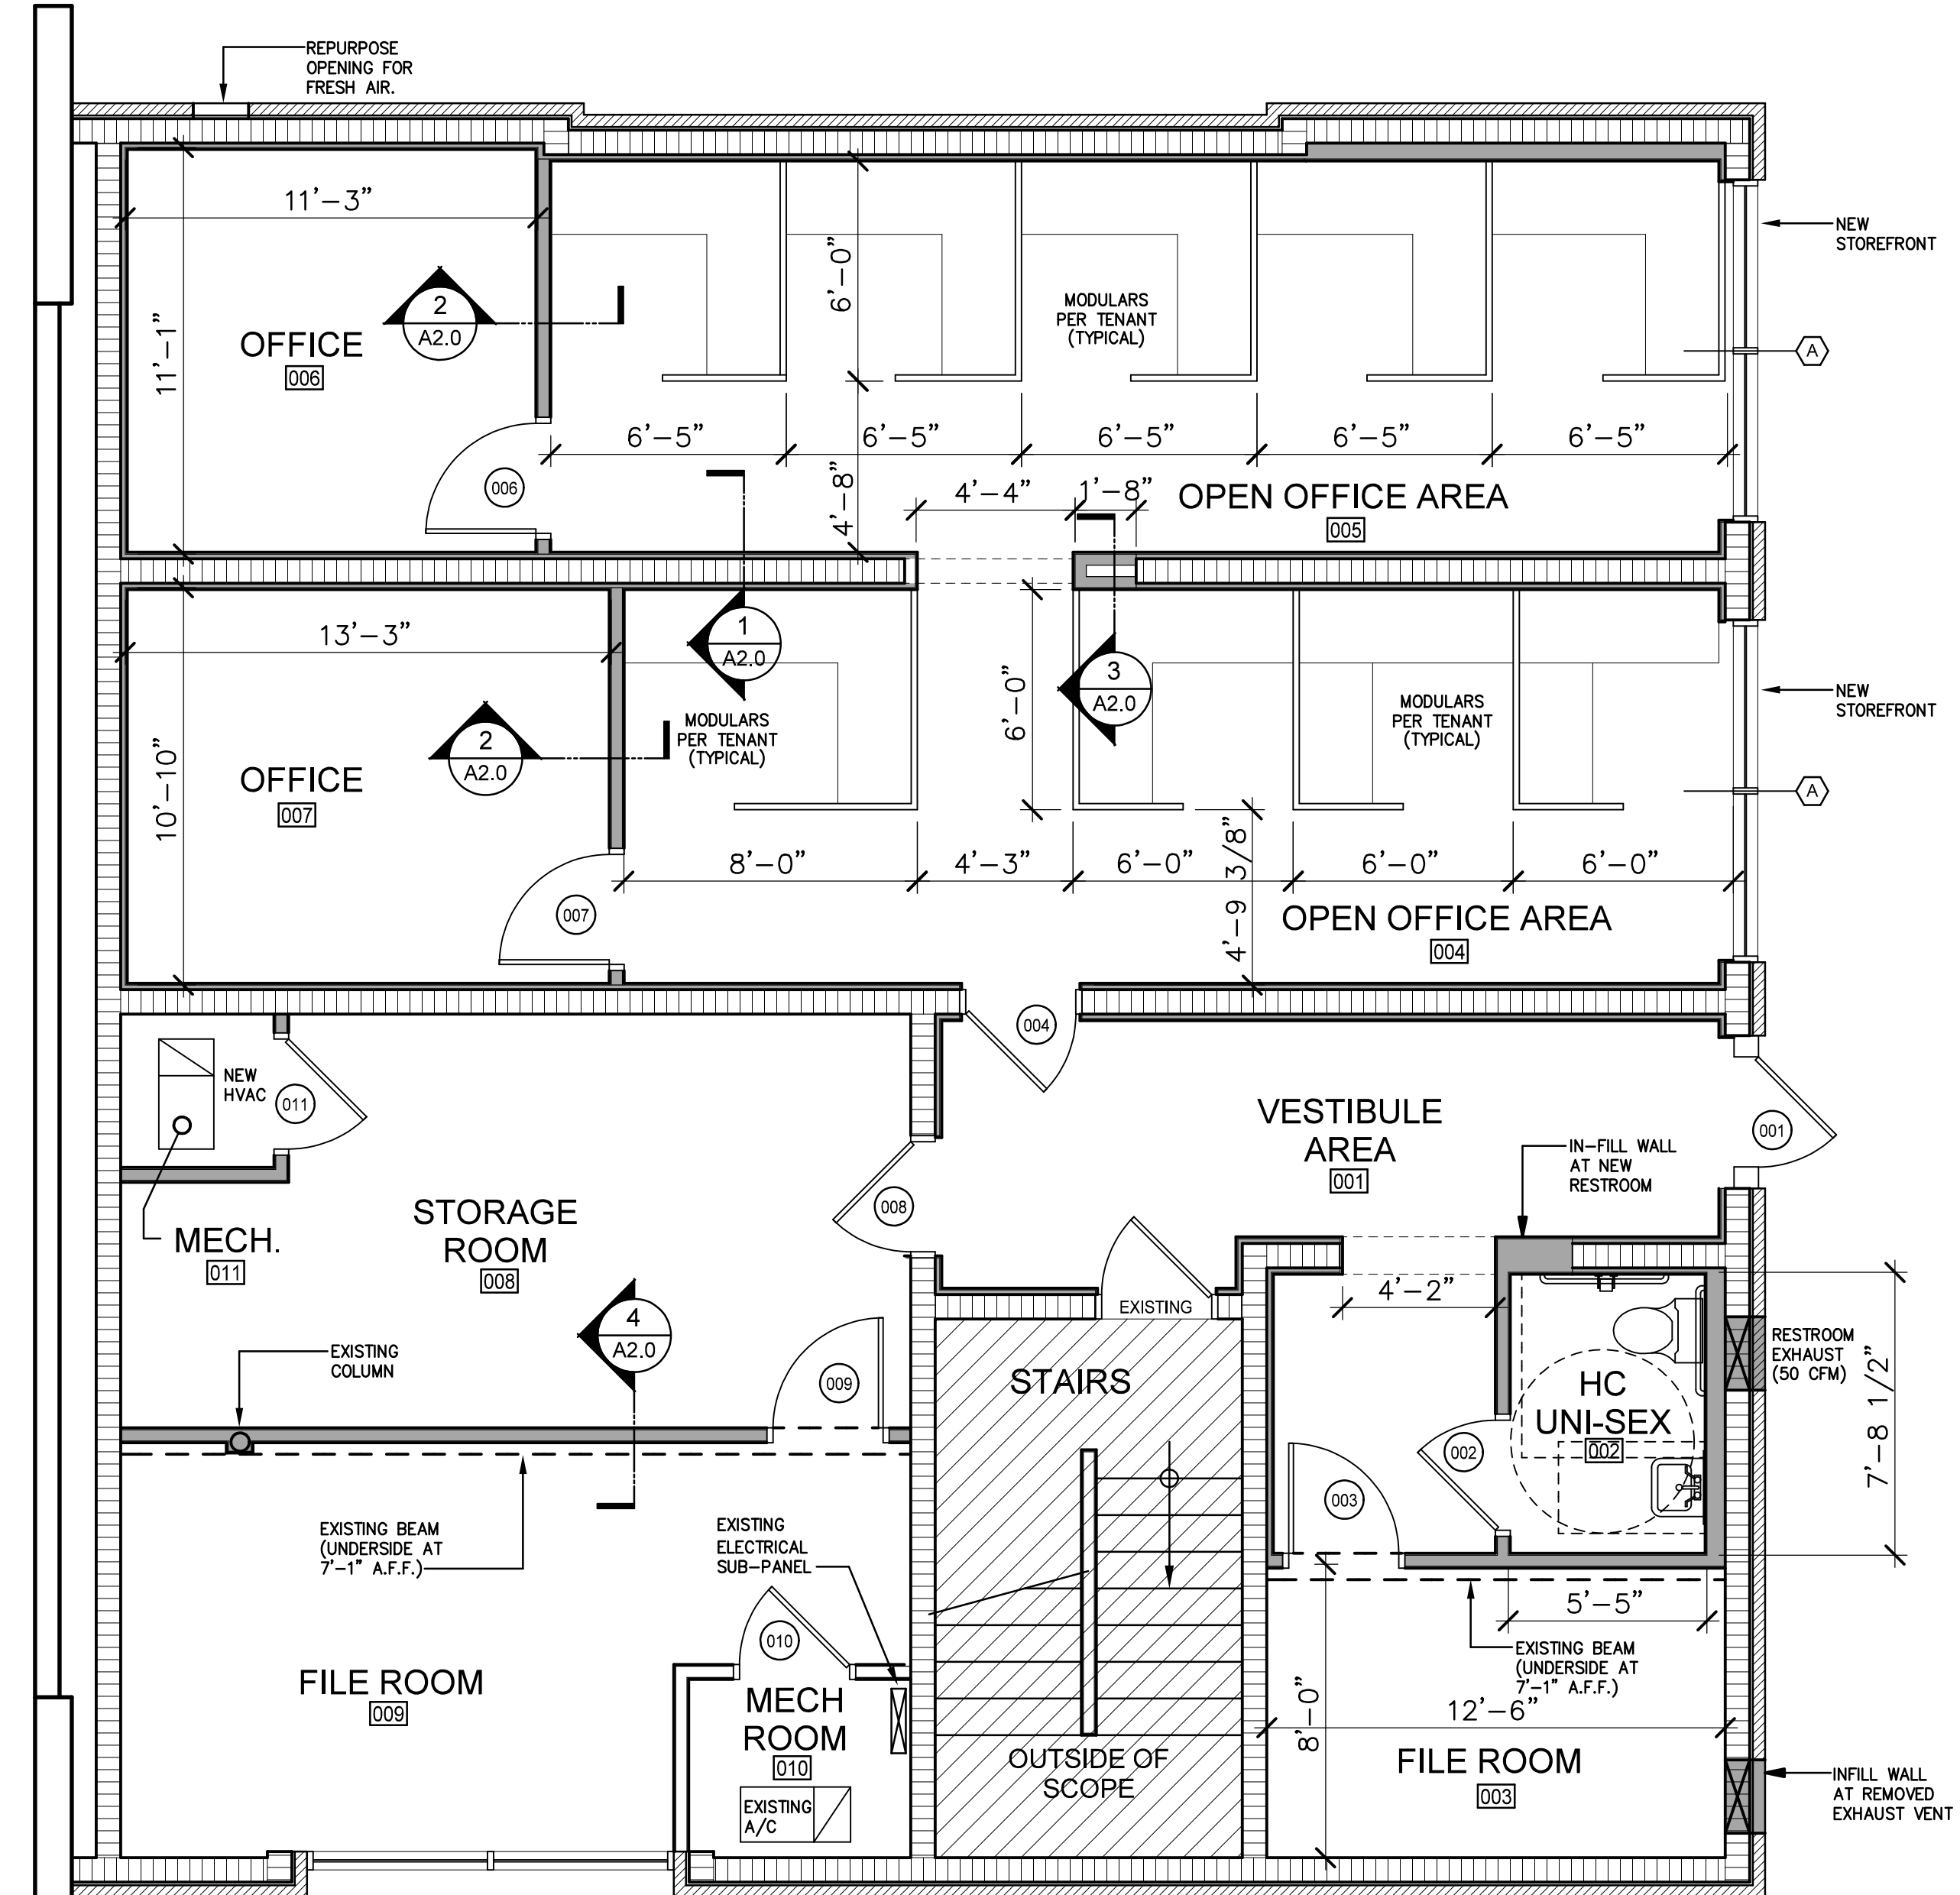 REPURPOSE
OPENING FOR
FRESH AIR.
11'-3"
6'-0"
NEW
STOREFRONT
2
A2.0
MODULARS
PER TENANT
(TYPICAL)
OFFICE
006
11'-1"
A
6'-5"
6'-5"
6'-5"
6'-5"
6'-5"
006
4'-8"
4'-4"
1'-8"
OPEN OFFICE AREA
005
13'-3"
1
A2.0
6'-0"
3
A2.0
NEW
STOREFRONT
MODULARS
PER TENANT
(TYPICAL)
MODULARS
PER TENANT
(TYPICAL)
2
A2.0
OFFICE
007
10'-10"
A
8'-0"
4'-3"
6'-0"
4'-9 3/8"
6'-0"
6'-0"
007
OPEN OFFICE AREA
004
004
NEW
HVAC
011
VESTIBULE
AREA
001
001
IN-FILL WALL
AT NEW
RESTROOM
STORAGE
ROOM
008
008
MECH.
011
4'-2"
EXISTING
4
A2.0
EXISTING
COLUMN
009
STAIRS
HC
UNI-SEX
002
RESTROOM
EXHAUST
(50 CFM)
7'-8 1/2"
002
003
EXISTING BEAM
(UNDERSIDE AT
7'-1" A.F.F.)
EXISTING
ELECTRICAL
SUB-PANEL
5'-5"
010
EXISTING BEAM
(UNDERSIDE AT
7'-1" A.F.F.)
FILE ROOM
009
MECH
ROOM
010
8'-0"
12'-6"
OUTSIDE OF
SCOPE
FILE ROOM
003
EXISTING
A/C
INFILL WALL
AT REMOVED
EXHAUST VENT